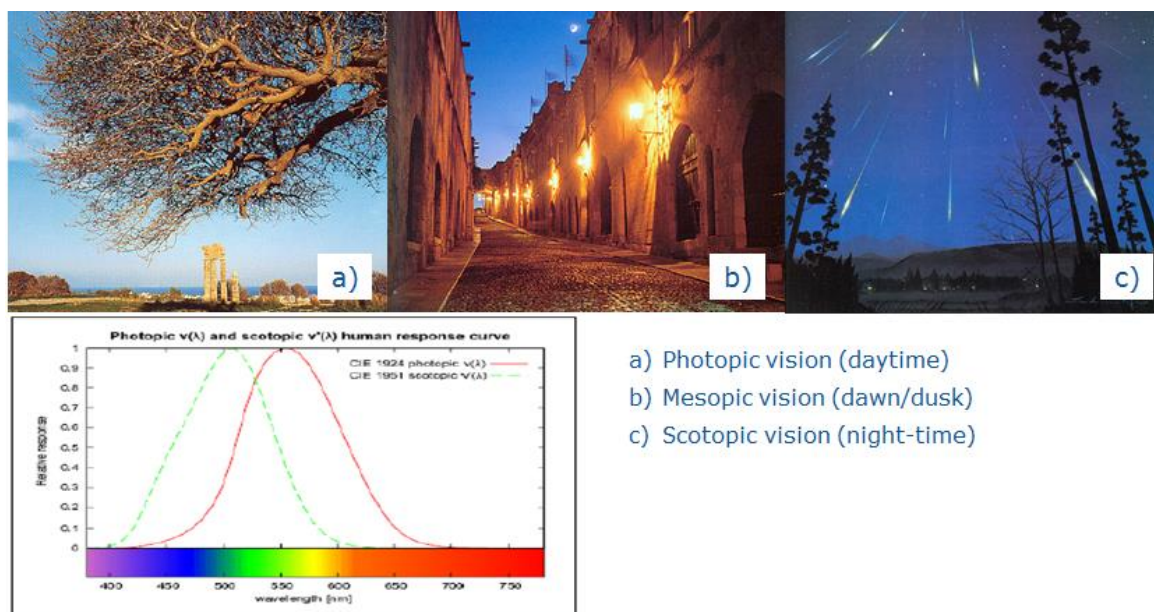 a)
b)
c)
Photopic v(λ) and scotopic v'(λ) human response curve
CIE 1924 photopic v(λ)
CIE 1951 scotopic v'(λ)
1
0.9
0.8
0.7
0.6
0.5
0.4
0.3
0.2
0.1
0
Relative response
400 450 500 550 600 650 700 750
wavelength [nm]
a) Photopic vision (daytime)
b) Mesopic vision (dawn/dusk)
c) Scotopic vision (night-time)